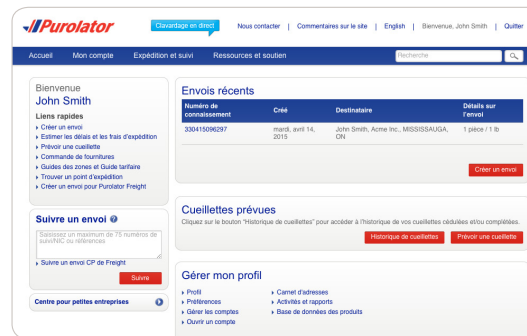 Purolator
Clavardage en direct
Nous contacter | Commentaires sur le site | English | Bienvenue, John Smith | Quitter
Accueil Mon compte Expédition et suivi Ressources et soutien
Recherche
Bienvenue
John Smith
Liens rapides
Créer un envoi
Estimer les délais et les frais d'expédition
Prévoir une cueillette
Commande de fournitures
Guides des zones et Guide tarifaire
Trouver un point d'expédition
Créer un envoi pour Purolator Freight
Suivre un envoi ?
Saisissez un maximum de 75 numéros de
suivi/NIC ou références
Suivre un envoi CP de Freight
Suivre
Centre pour petites entreprises
Envois récents
Numéro de connaissement Créé Destinataire Détails sur l'envoi
330415096297 mardi, avril 14, 2015 John Smith, Acme Inc., MISSISSAUGA, ON 1 pièce / 1 lb
Créer un envoi
Cueillettes prévues
Cliquez sur le bouton "Historique de cueillettes" pour accéder à l'historique de vos cueillettes cédulées et/ou complétées.
Historique de cueillettes Prévoir une cueillette
Gérer mon profil
Profil
Préférences
Gérer les comptes
Ouvrir un compte
Carnet d'adresses
Activités et rapports
Base de données des produits